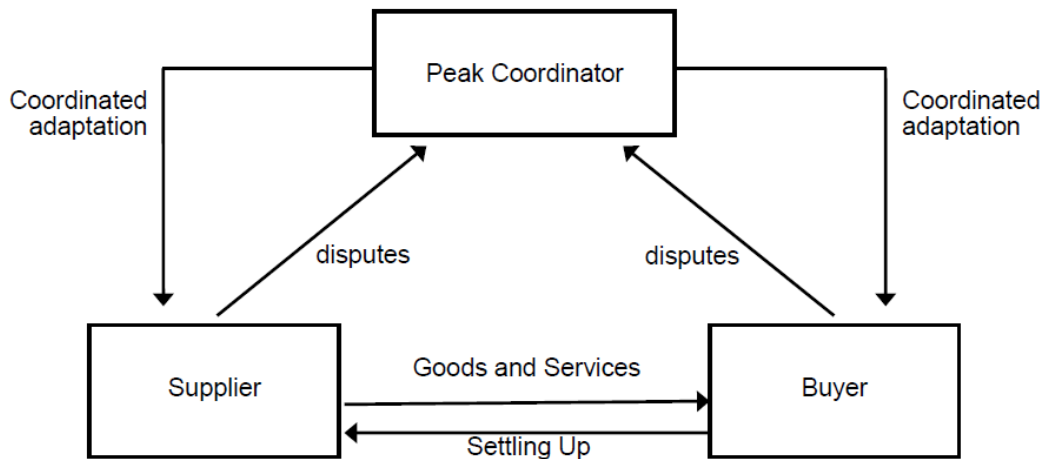 Peak Coordinator
Coordinated
adaptation
Coordinated
adaptation
disputes
disputes
Supplier
Goods and Services
Buyer
Settling Up